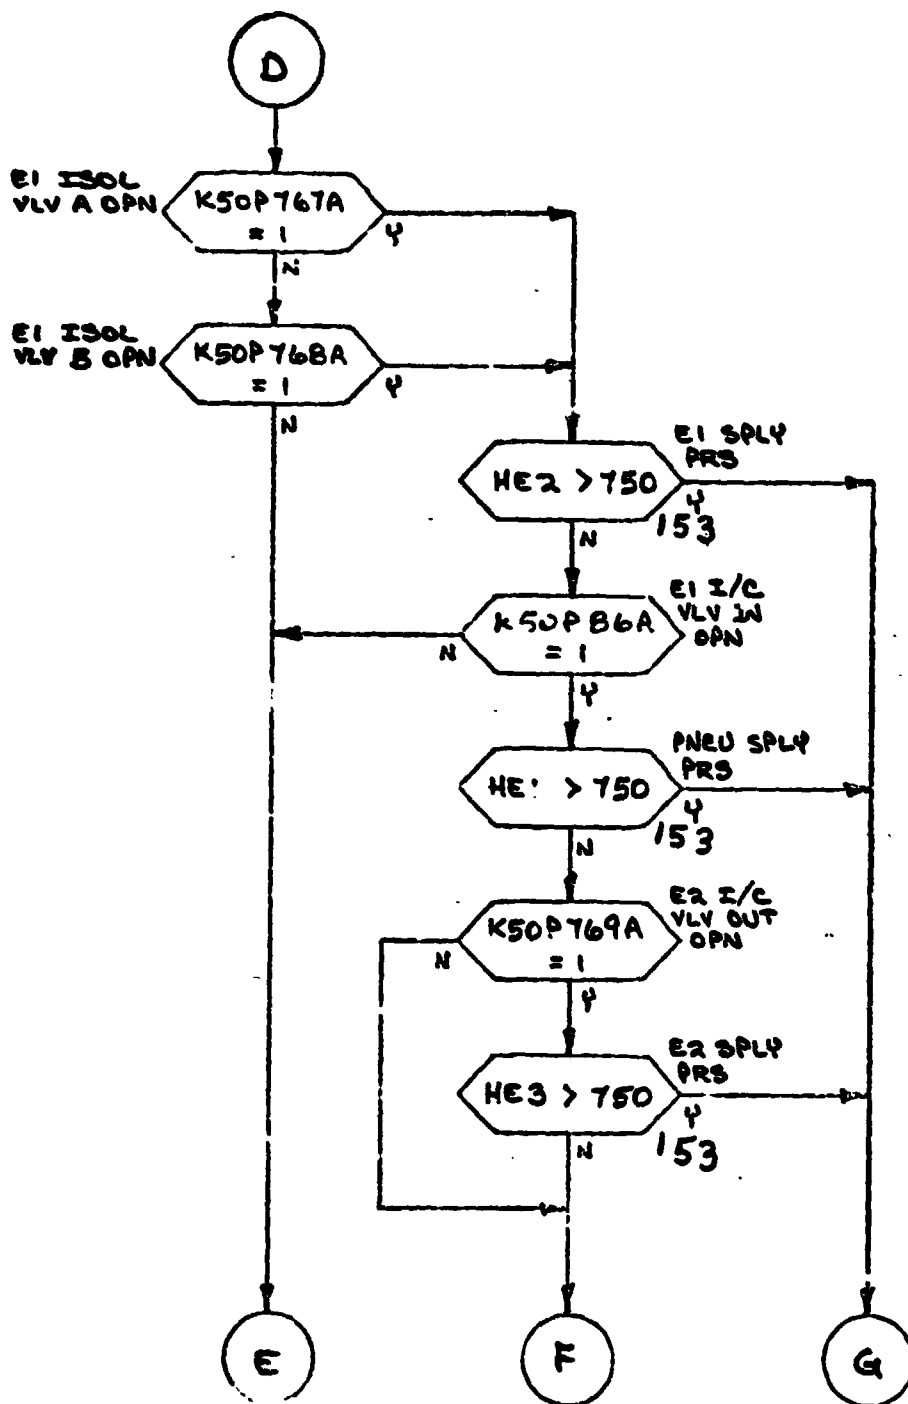 D
E1 ISOL
VLV A OPN
K50P767A
= 1
Y
N
E1 ISOL
VLV B OPN
K50P768A
= 1
Y
N
E1 SPLY
PRS
HE2 > 750
Y
153
N
E1 I/C
VLV IN
OPN
K50P86A
= 1
N
Y
PNEU SPLY
PRS
> 750
Y
153
N
E2 I/C
VLV OUT
OPN
K50P769A
= 1
N
Y
E2 SPLY
PRS
HE3 > 750
Y
153
N
E
F
G